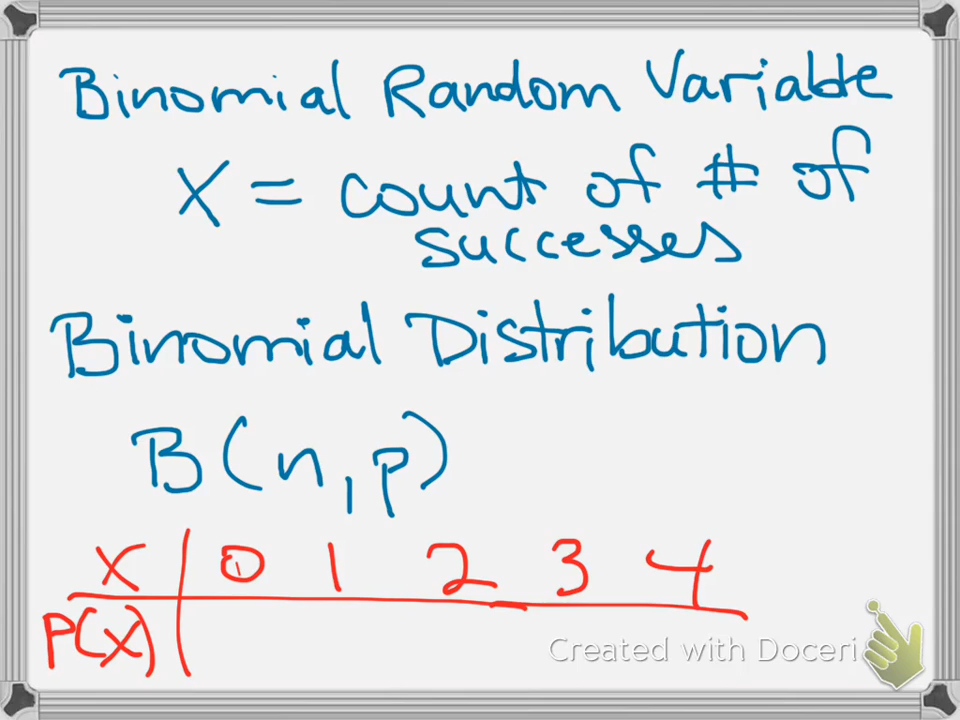 Binomial Random Variable
X = count of # of
successes
Binomial Distribution
B(n,p)
X 0 1 2 3 4
P(X)
Created with Doceri